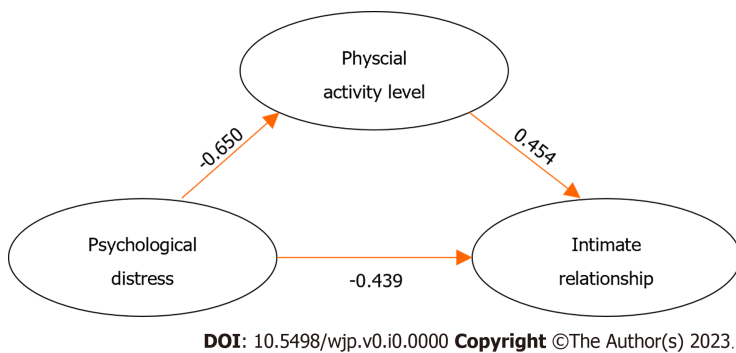 Physcial
activity level
-0.650
0.454
Psychological
distress
Intimate
relationship
-0.439
DOI: 10.5498/wjp.v0.i0.0000 Copyright ©The Author(s) 2023.